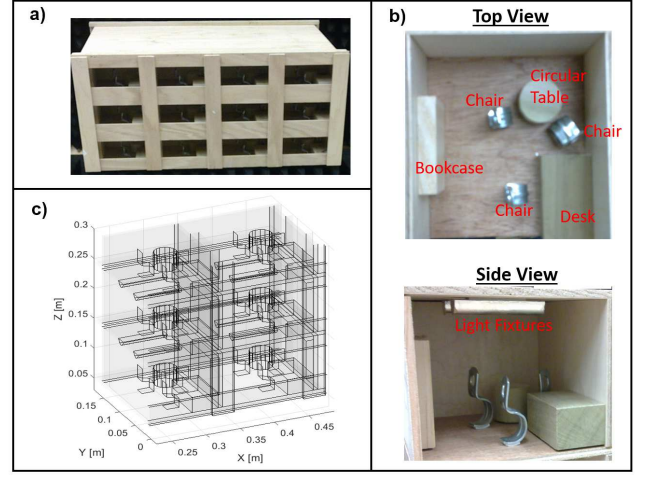 a)
b)
Top View
Circular
Table
Chair
Chair
Bookcase
Chair
Desk
c)
0.3
0.25
0.2
0.15
0.1
0.05
Z [m]
0.15
0.1
0.05
0
Y [m]
0.25
0.3
0.35
0.4
0.45
X [m]
Side View
Light Fixtures